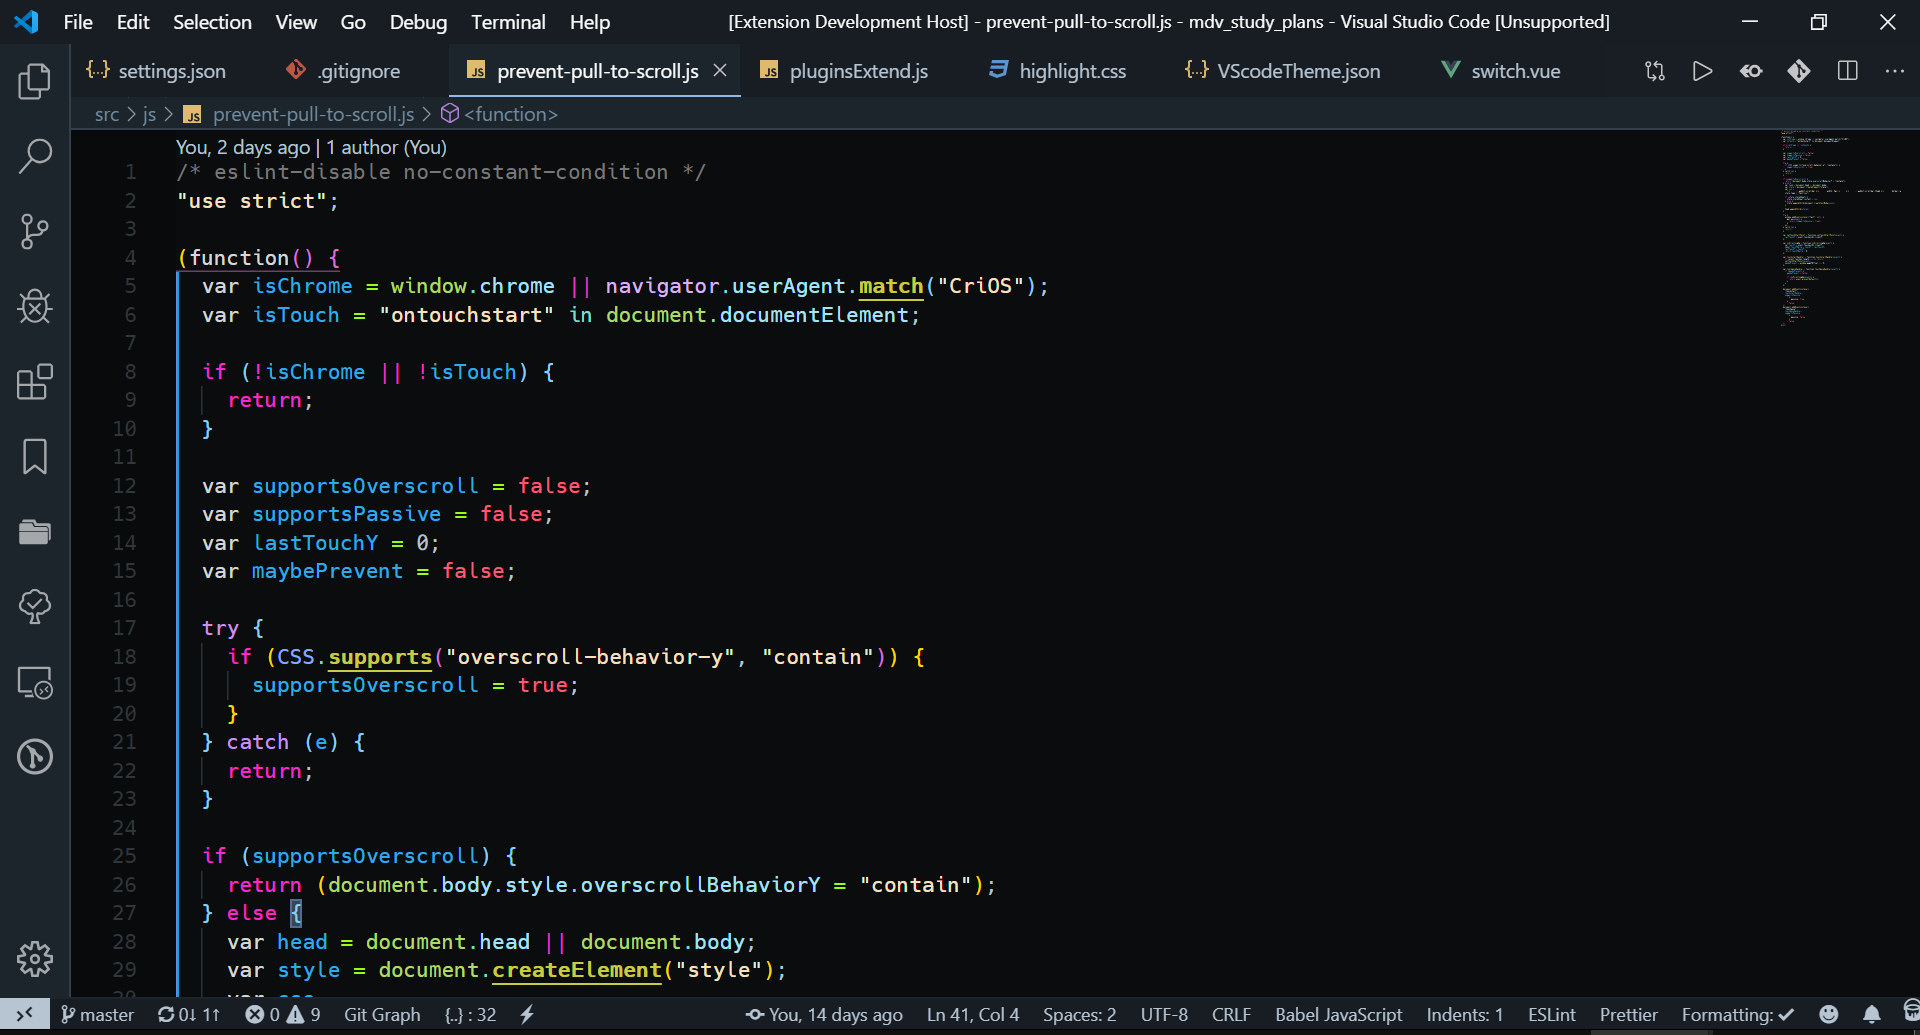 File Edit Selection View Go Debug Terminal Help [Extension Development Host] - prevent-pull-to-scroll.js - mdv_study_plans - Visual Studio Code [Unsupported]
{..} settings.json .gitignore JS prevent-pull-to-scroll.js JS pluginsExtend.js highlight.css {..} VScodeTheme.json switch.vue
src > js > JS prevent-pull-to-scroll.js > <function>
You, 2 days ago | 1 author (You)
1 /* eslint-disable no-constant-condition */
2 "use strict";
3
4 (function() {
5 var isChrome = window.chrome || navigator.userAgent.match("CriOS");
6 var isTouch = "ontouchstart" in document.documentElement;
7
8 if (!isChrome || !isTouch) {
9 return;
10 }
11
12 var supportsOverscroll = false;
13 var supportsPassive = false;
14 var lastTouchY = 0;
15 var maybePrevent = false;
16
17 try {
18 if (CSS.supports("overscroll-behavior-y", "contain")) {
19 supportsOverscroll = true;
20 }
21 } catch (e) {
22 return;
23 }
24
25 if (supportsOverscroll) {
26 return (document.body.style.overscrollBehaviorY = "contain");
27 } else {
28 var head = document.head || document.body;
29 var style = document.createElement("style");
master 0↓ 1↑ 0 9 Git Graph {..} : 32 You, 14 days ago Ln 41, Col 4 Spaces: 2 UTF-8 CRLF Babel JavaScript Indents: 1 ESLint Prettier Formatting: ✓